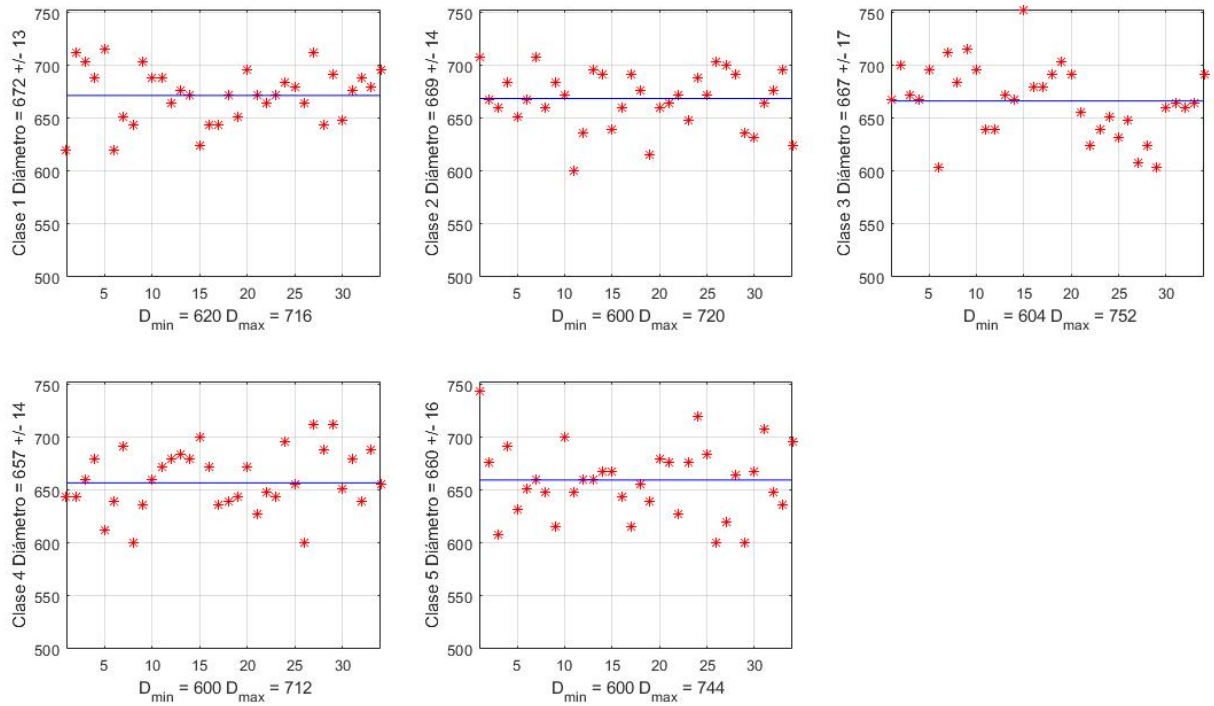 Clase 1 Diámetro = 672 +/- 13
750
700
650
600
550
500
5 10 15 20 25 30
D_min = 620 D_max = 716
Clase 2 Diámetro = 669 +/- 14
750
700
650
600
550
500
5 10 15 20 25 30
D_min = 600 D_max = 720
Clase 3 Diámetro = 667 +/- 17
750
700
650
600
550
500
5 10 15 20 25 30
D_min = 604 D_max = 752
Clase 4 Diámetro = 657 +/- 14
750
700
650
600
550
500
5 10 15 20 25 30
D_min = 600 D_max = 712
Clase 5 Diámetro = 660 +/- 16
750
700
650
600
550
500
5 10 15 20 25 30
D_min = 600 D_max = 744